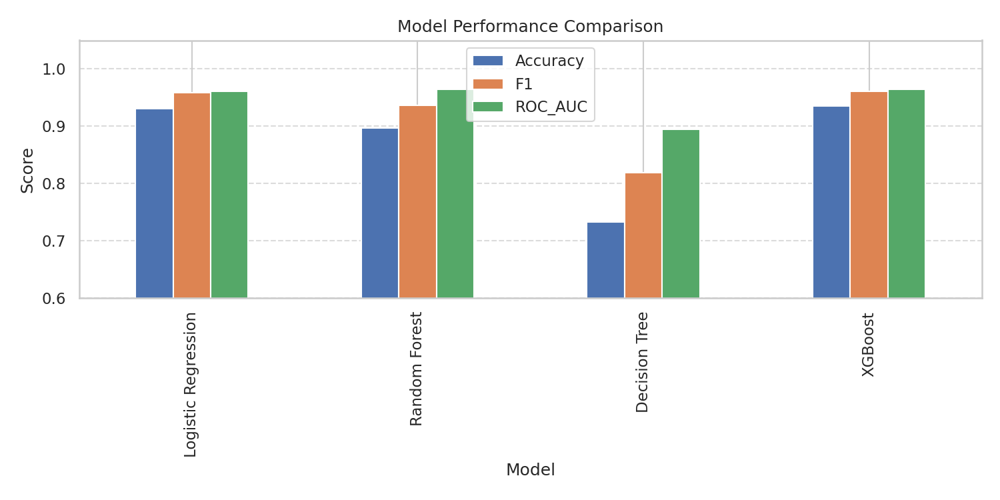 Model Performance Comparison
Accuracy
F1
ROC_AUC
Score
1.0
0.9
0.8
0.7
0.6
Logistic Regression
Random Forest
Decision Tree
XGBoost
Model